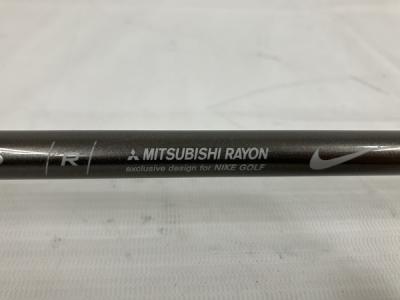 R
MITSUBISHI RAYON
exclusive design for NIKE GOLF